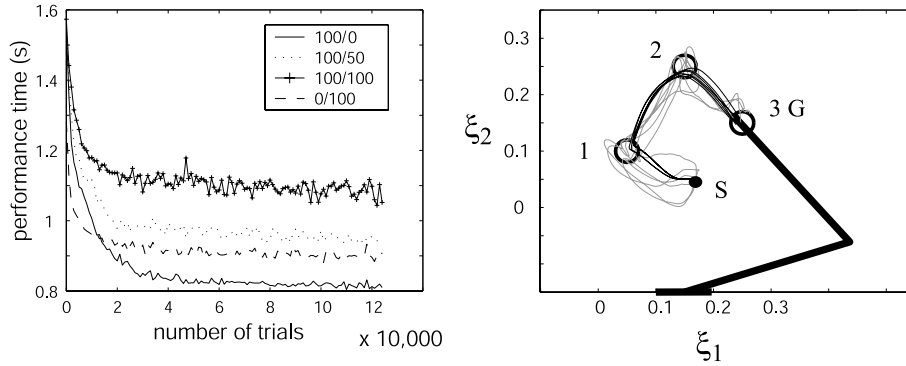 1.6
1.4
1.2
1
0.8
performance time (s)
100/0
100/50
100/100
0/100
0 2 4 6 8 10 12 14
number of trials
x 10,000
0.3
0.2
0.1
0
ξ2
1
2
3 G
S
0 0.1 0.2 0.3
ξ1